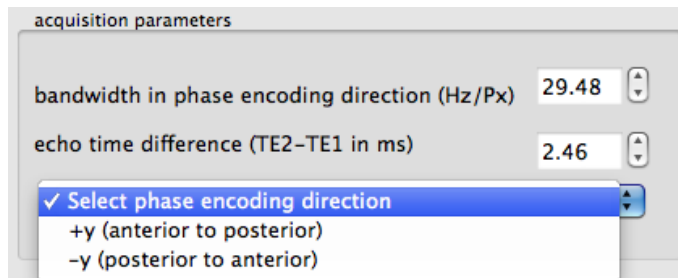 acquisition parameters
bandwidth in phase encoding direction (Hz/Px) 29.48
echo time difference (TE2-TE1 in ms) 2.46
✓ Select phase encoding direction
+y (anterior to posterior)
-y (posterior to anterior)